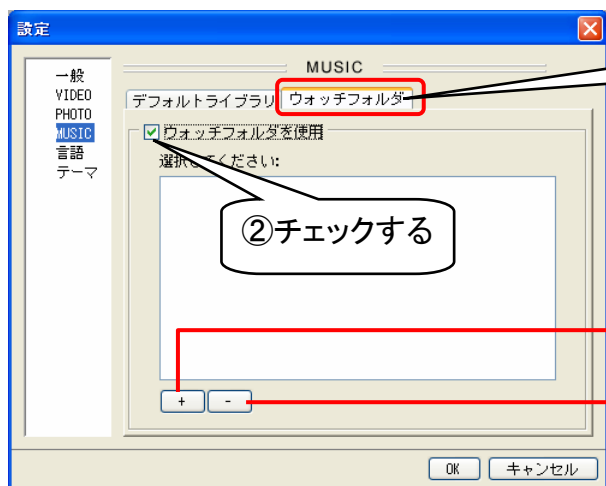 設定
一般
VIDEO
PHOTO
MUSIC
言語
テーマ
MUSIC
デフォルトライブラリ ウォッチフォルダ
ウォッチフォルダを使用
選択してください:
②チェックする
+ -
OK キャンセル